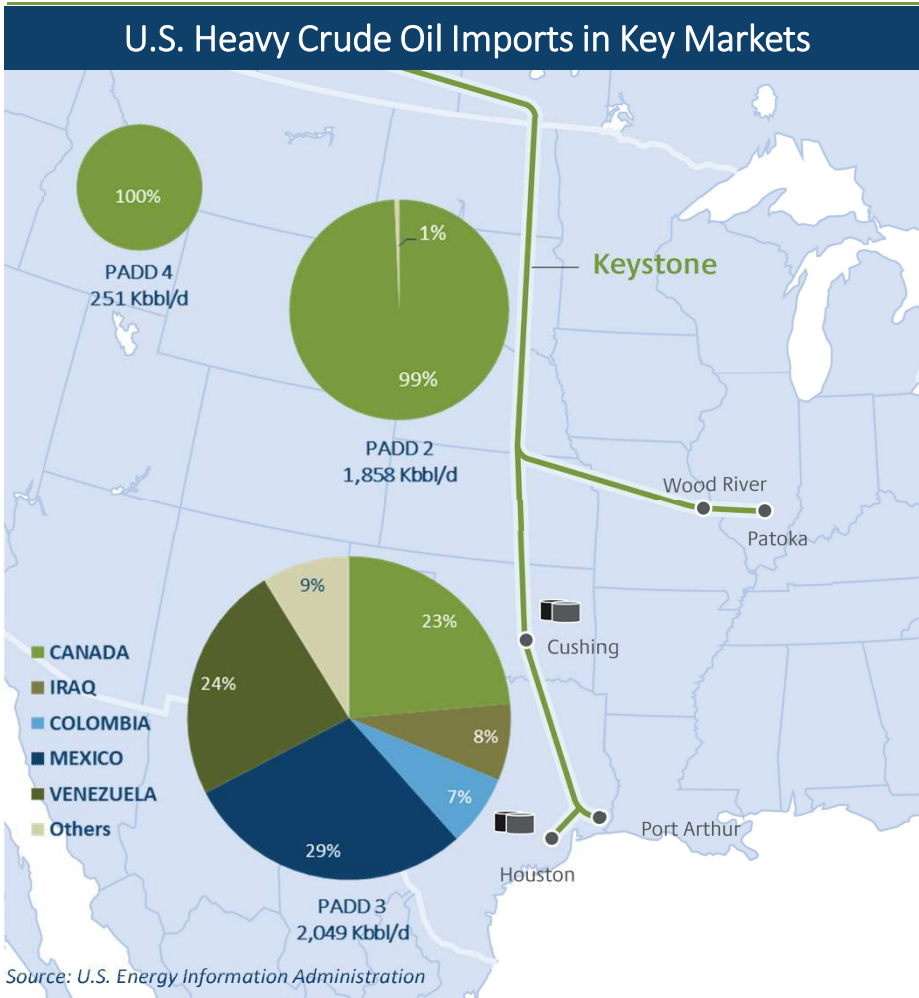 U.S. Heavy Crude Oil Imports in Key Markets
100%
PADD 4
251 Kbbl/d
1%
99%
PADD 2
1,858 Kbbl/d
Keystone
Wood River
Patoka
Cushing
Port Arthur
Houston
CANADA
IRAQ
COLOMBIA
MEXICO
VENEZUELA
Others
9%
23%
24%
8%
7%
29%
PADD 3
2,049 Kbbl/d
Source: U.S. Energy Information Administration